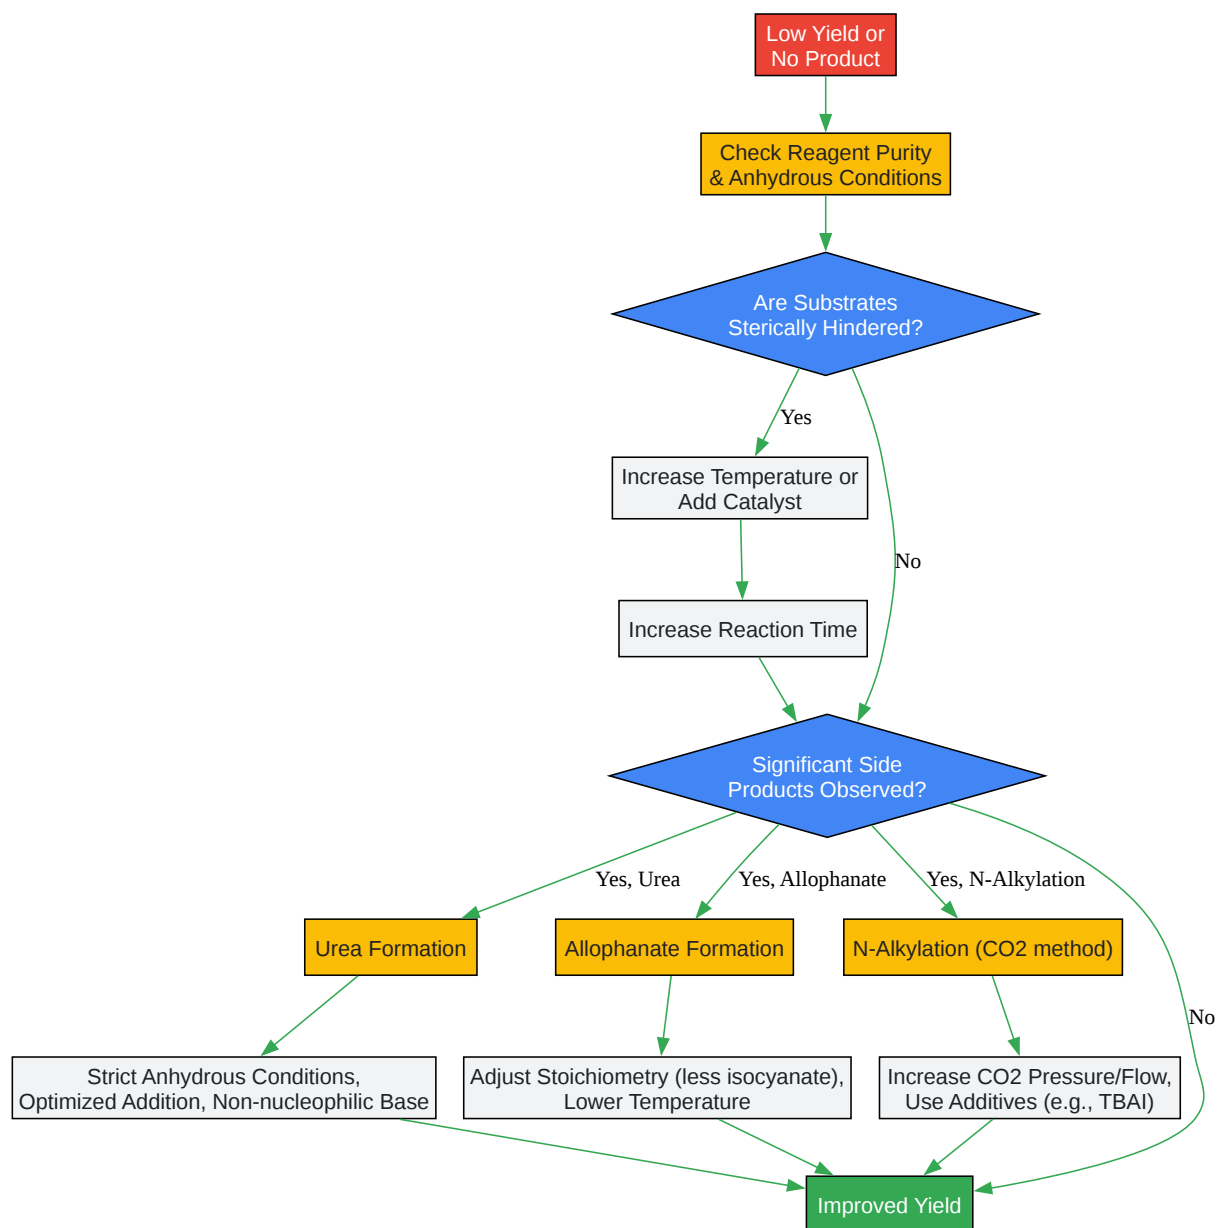 Low Yield or
No Product
Check Reagent Purity
& Anhydrous Conditions
Are Substrates
Sterically Hindered?
Yes
Increase Temperature or
Add Catalyst
No
Increase Reaction Time
Significant Side
Products Observed?
Yes, Urea
Yes, Allophanate
Yes, N-Alkylation
Urea Formation
Allophanate Formation
N-Alkylation (CO2 method)
No
Strict Anhydrous Conditions,
Optimized Addition, Non-nucleophilic Base
Adjust Stoichiometry (less isocyanate),
Lower Temperature
Increase CO2 Pressure/Flow,
Use Additives (e.g., TBAI)
Improved Yield